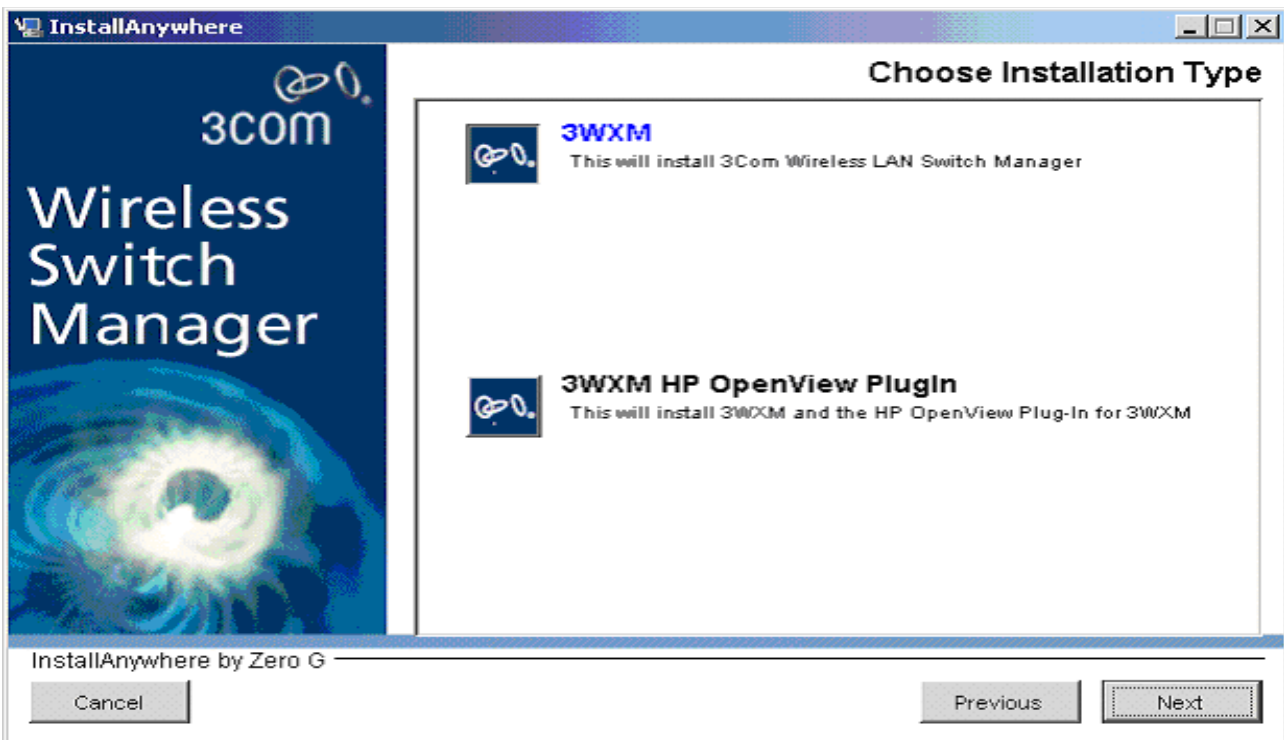 InstallAnywhere
3com
Wireless
Switch
Manager
Choose Installation Type
3WXM
This will install 3Com Wireless LAN Switch Manager
3WXM HP OpenView PlugIn
This will install 3WXM and the HP OpenView Plug-In for 3WXM
InstallAnywhere by Zero G
Cancel
Previous
Next